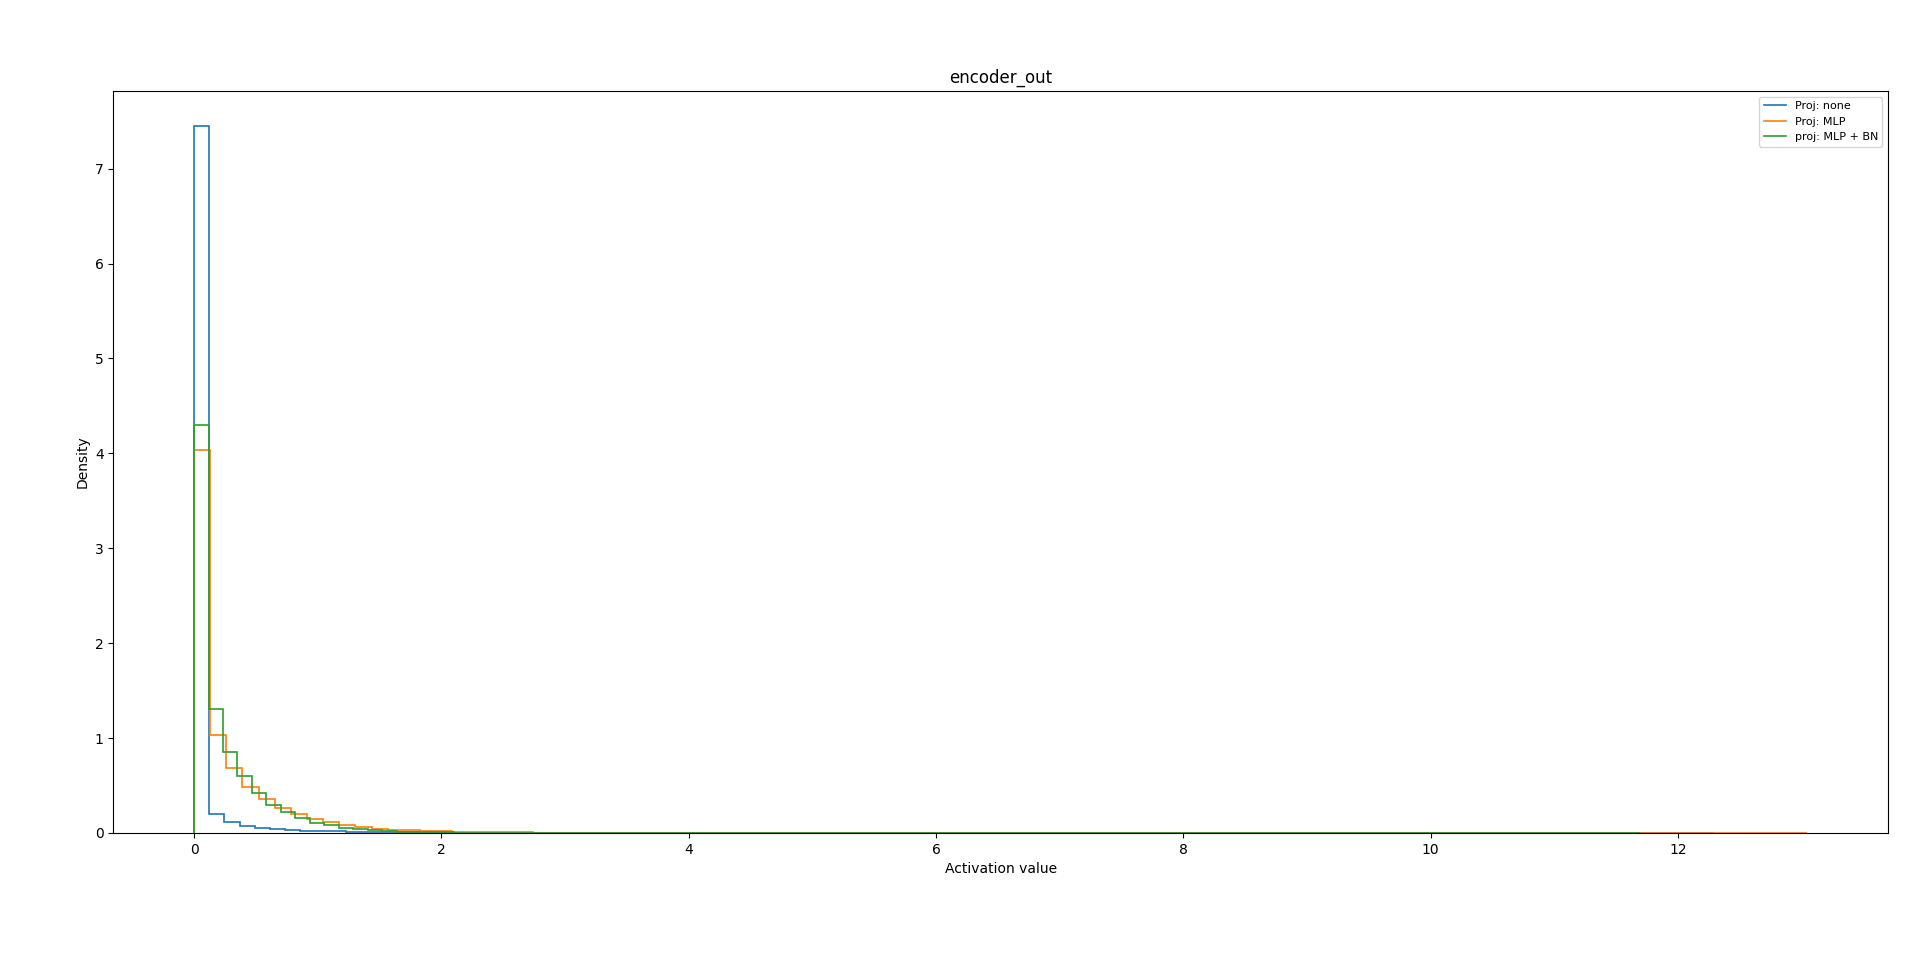 encoder_out
Proj: none
Proj: MLP
proj: MLP + BN
7
6
5
4
3
2
1
0
Density
0 2 4 6 8 10 12
Activation value